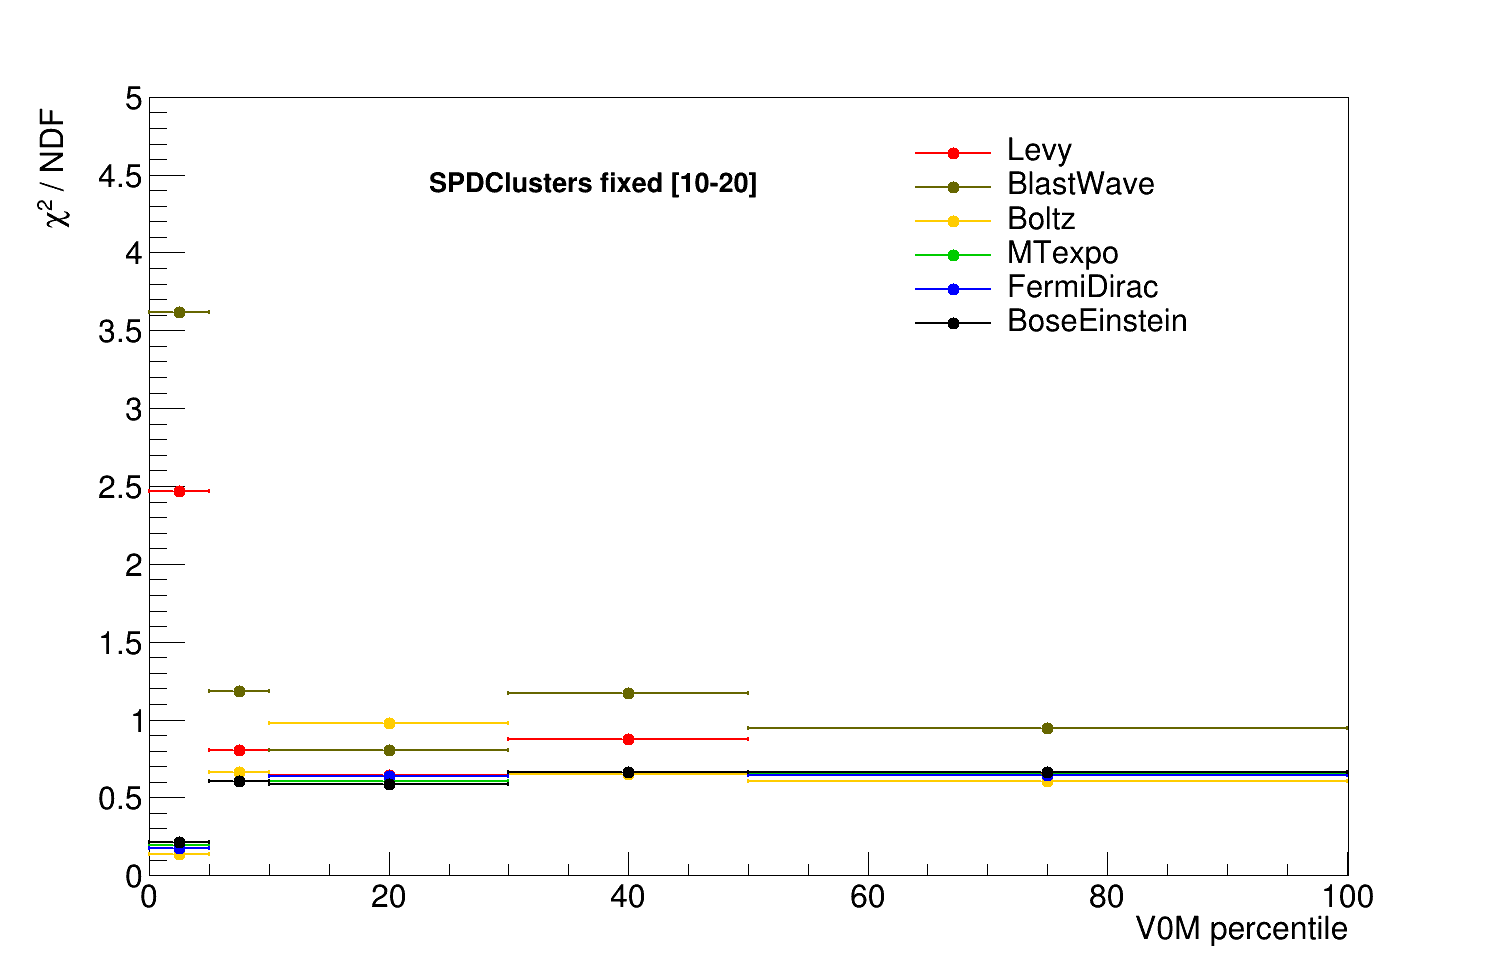 χ2 / NDF
5
4.5
4
3.5
3
2.5
2
1.5
1
0.5
0
SPDClusters fixed [10-20]
Levy
BlastWave
Boltz
MTexpo
FermiDirac
BoseEinstein
0 20 40 60 80 100
V0M percentile